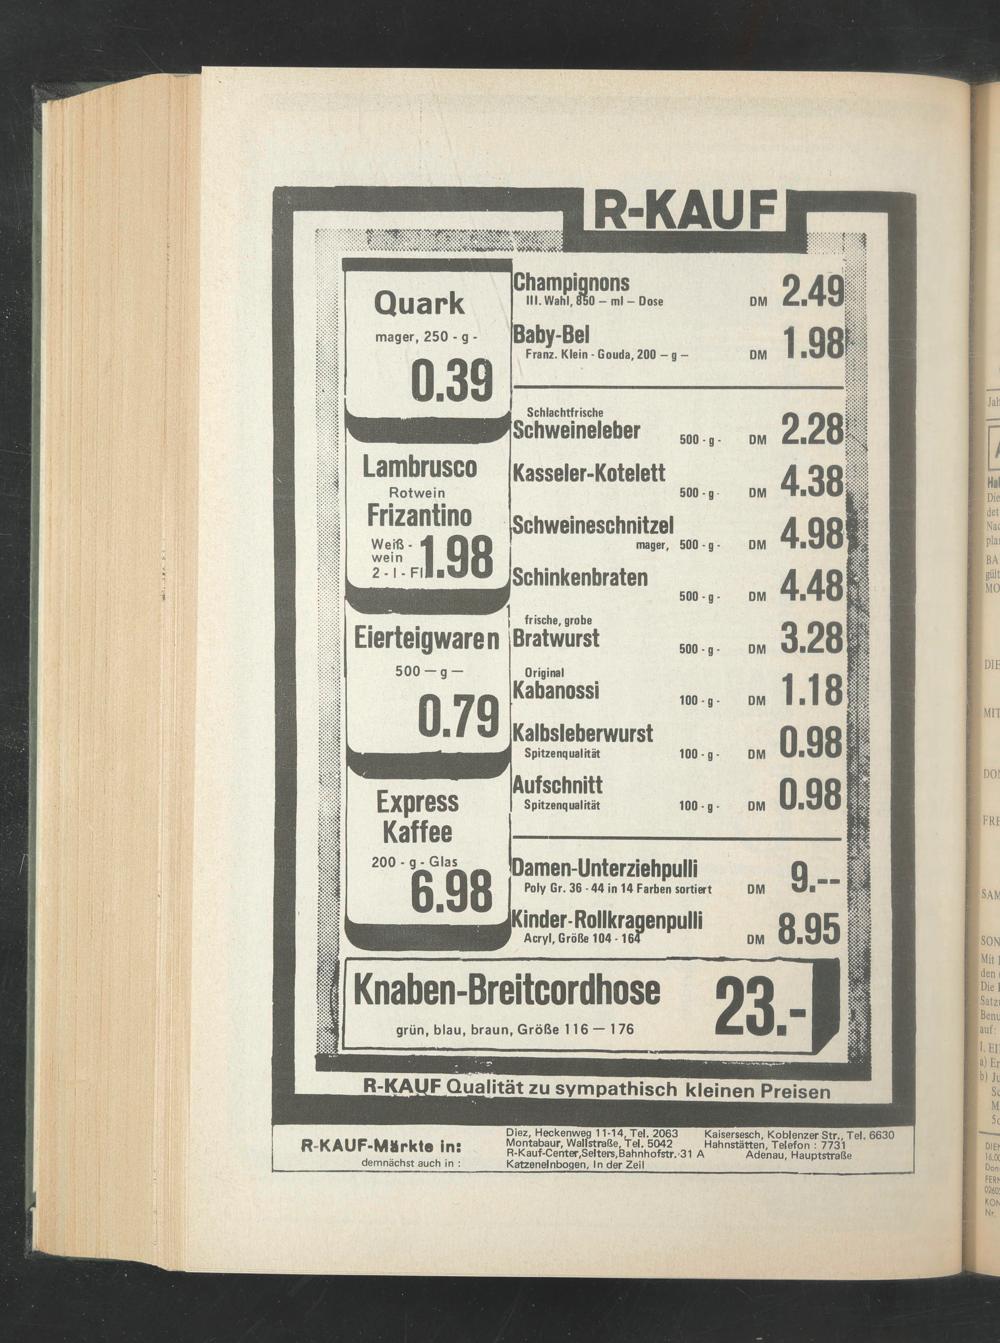 R-KAUF
Quark
mager, 250 - g -
0.39
Lambrusco
Rotwein
Frizantino
Weiß -
wein
2 - l - Fl
1.98
Eierteigwaren
500 — g —
0.79
Express
Kaffee
200 - g - Glas
6.98
Champignons
III. Wahl, 850 — ml — Dose DM 2.49
Baby-Bel
Franz. Klein - Gouda, 200 — g — DM 1.98
Schlachtfrische
Schweineleber 500 - g - DM 2.28
Kasseler-Kotelett
500 - g - DM 4.38
Schweineschnitzel
mager, 500 - g - DM 4.98
Schinkenbraten
500 - g - DM 4.48
frische, grobe
Bratwurst 500 - g - DM 3.28
Original
Kabanossi 100 - g - DM 1.18
Kalbsleberwurst
Spitzenqualität 100 - g - DM 0.98
Aufschnitt
Spitzenqualität 100 - g - DM 0.98
Damen-Unterziehpulli
Poly Gr. 36 - 44 in 14 Farben sortiert DM 9.--
Kinder-Rollkragenpulli
Acryl, Größe 104 - 164 DM 8.95
Knaben-Breitcordhose
grün, blau, braun, Größe 116 — 176
23.-
R-KAUF Qualität zu sympathisch kleinen Preisen
R-KAUF-Märkte in:
demnächst auch in :
Diez, Heckenweg 11-14, Tel. 2063
Montabaur, Wallstraße, Tel. 5042
R-Kauf-Center, Selters, Bahnhofstr. 31 A
Katzenelnbogen, In der Zeil
Kaisersesch, Koblenzer Str., Tel. 6630
Hahnstätten, Telefon : 7731
Adenau, Hauptstraße